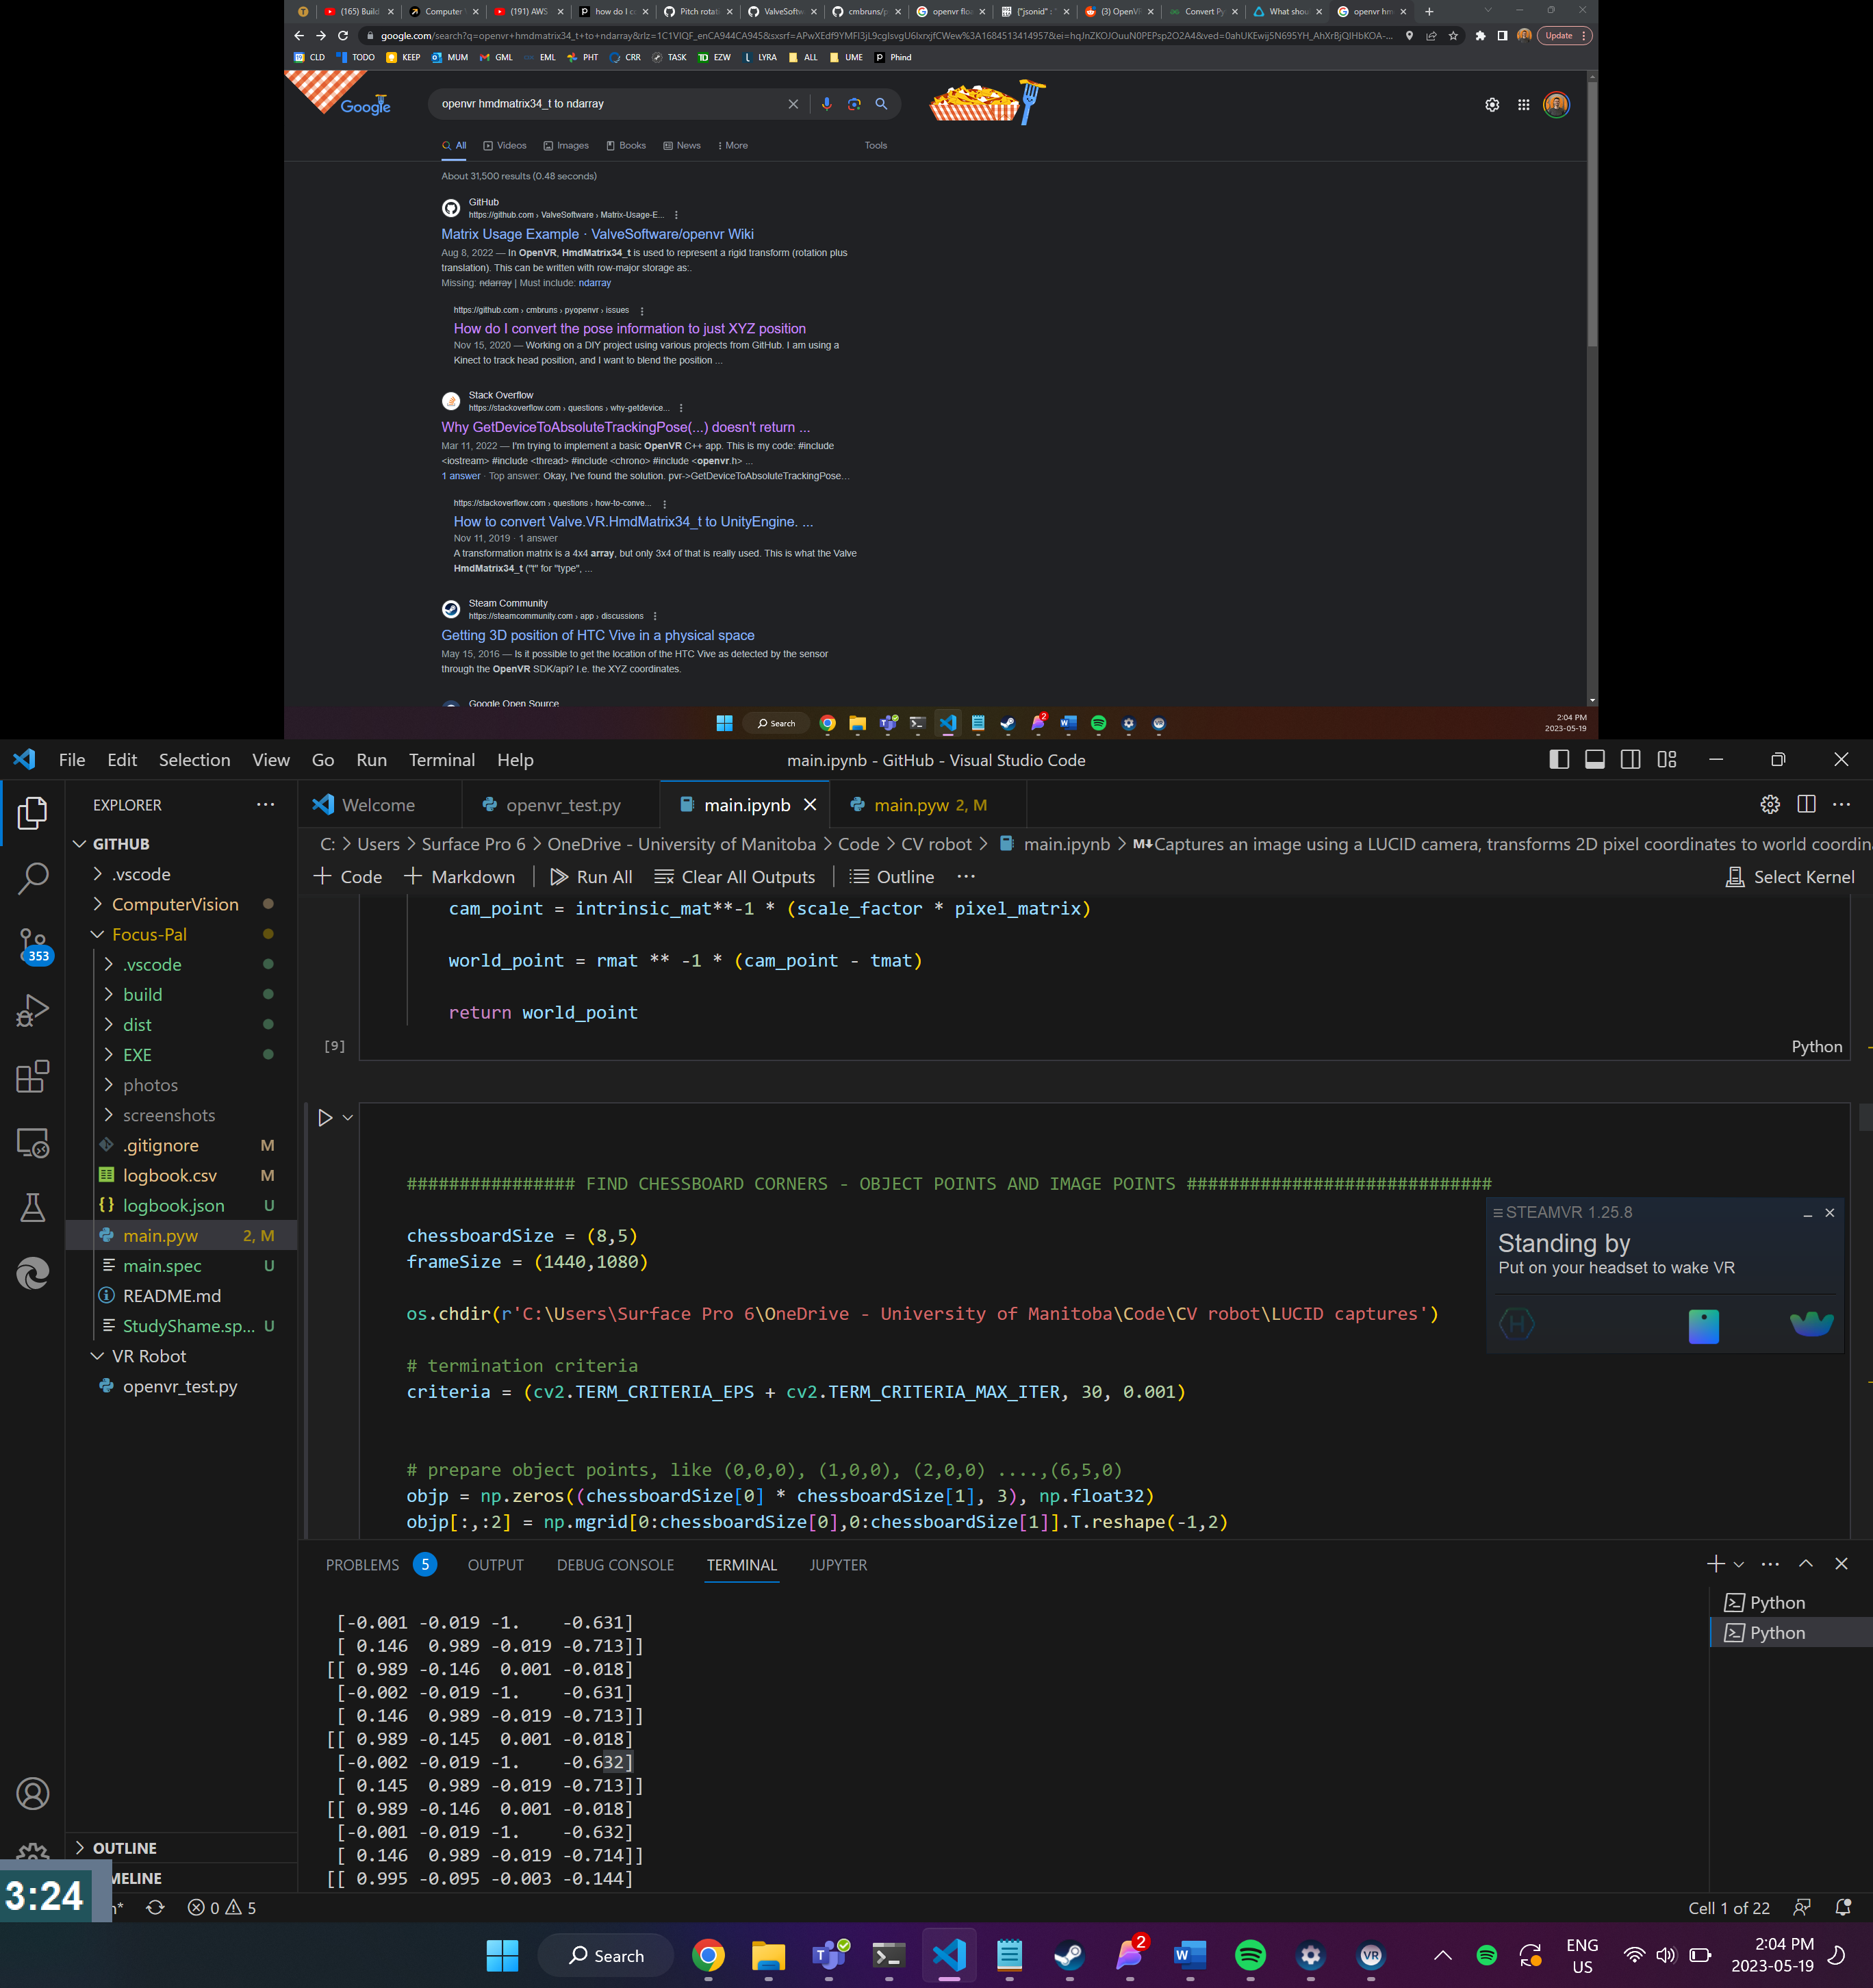 (165) Build
Computer
(191) AWS
how do I co
Pitch rotat
ValveSoftw
cmbruns/p
openvr floa
{"jsonid" : "
(3) OpenVR
Convert Py
What shou
openvr hm
google.com/search?q=openvr+hmdmatrix34_t+to+ndarray&rlz=
Update
CLD TODO KEEP MUM GML EML PHT CRR TASK EZW LYRA ALL UME Phind
Google
openvr hmdmatrix34_t to ndarray
All Videos Images Books News More Tools
About 31,500 results (0.48 seconds)
GitHub
https://github.com › ValveSoftware › Matrix-Usage-E...
Matrix Usage Example · ValveSoftware/openvr Wiki
Aug 8, 2022 — In OpenVR, HmdMatrix34_t is used to represent a rigid transform (rotation plus
translation). This can be written with row-major storage as:.
Missing: ndarray | Must include: ndarray
https://github.com › cmbruns › pyopenvr › issues
How do I convert the pose information to just XYZ position
Nov 15, 2020 — Working on a DIY project using various projects from GitHub. I am using a
Kinect to track head position, and I want to blend the position ...
Stack Overflow
https://stackoverflow.com › questions › why-getdevice...
Why GetDeviceToAbsoluteTrackingPose(...) doesn't return ...
Mar 11, 2022 — I'm trying to implement a basic OpenVR C++ app. This is my code: #include
<iostream> #include <thread> #include <chrono> #include <openvr.h> ...
1 answer · Top answer: Okay, I've found the solution. pvr->GetDeviceToAbsoluteTrackingPose...
https://stackoverflow.com › questions › how-to-conve...
How to convert Valve.VR.HmdMatrix34_t to UnityEngine. ...
Nov 11, 2019 · 1 answer
A transformation matrix is a 4x4 array, but only 3x4 of that is really used. This is what the Valve
HmdMatrix34_t ("t" for "type", ...
Steam Community
https://steamcommunity.com › app › discussions
Getting 3D position of HTC Vive in a physical space
May 15, 2016 — Is it possible to get the location of the HTC Vive as detected by the sensor
through the OpenVR SDK/api? I.e. the XYZ coordinates.
Google Open Source
Search
2
2:04 PM
2023-05-19
File Edit Selection View Go Run Terminal Help
main.ipynb - GitHub - Visual Studio Code
EXPLORER
Welcome
openvr_test.py
main.ipynb
main.pyw 2, M
C: > Users > Surface Pro 6 > OneDrive - University of Manitoba > Code > CV robot > main.ipynb > M↓Captures an image using a LUCID camera, transforms 2D pixel coordinates to world coordin
+ Code + Markdown Run All Clear All Outputs Outline ... Select Kernel
GITHUB
.vscode
ComputerVision
Focus-Pal
.vscode
build
dist
EXE
photos
screenshots
.gitignore M
logbook.csv M
logbook.json U
main.pyw 2, M
main.spec U
README.md
StudyShame.sp... U
VR Robot
openvr_test.py
OUTLINE
MELINE
353
cam_point = intrinsic_mat**-1 * (scale_factor * pixel_matrix)
world_point = rmat ** -1 * (cam_point - tmat)
return world_point
[9]
Python
################ FIND CHESSBOARD CORNERS - OBJECT POINTS AND IMAGE POINTS #############################
chessboardSize = (8,5)
frameSize = (1440,1080)
os.chdir(r'C:\Users\Surface Pro 6\OneDrive - University of Manitoba\Code\CV robot\LUCID captures')
# termination criteria
criteria = (cv2.TERM_CRITERIA_EPS + cv2.TERM_CRITERIA_MAX_ITER, 30, 0.001)
# prepare object points, like (0,0,0), (1,0,0), (2,0,0) ....,(6,5,0)
objp = np.zeros((chessboardSize[0] * chessboardSize[1], 3), np.float32)
objp[:,:2] = np.mgrid[0:chessboardSize[0],0:chessboardSize[1]].T.reshape(-1,2)
STEAMVR 1.25.8
Standing by
Put on your headset to wake VR
PROBLEMS 5 OUTPUT DEBUG CONSOLE TERMINAL JUPYTER
[-0.001 -0.019 -1. -0.631]
[ 0.146 0.989 -0.019 -0.713]]
[[ 0.989 -0.146 0.001 -0.018]
[-0.002 -0.019 -1. -0.631]
[ 0.146 0.989 -0.019 -0.713]]
[[ 0.989 -0.145 0.001 -0.018]
[-0.002 -0.019 -1. -0.632]
[ 0.145 0.989 -0.019 -0.713]]
[[ 0.989 -0.146 0.001 -0.018]
[-0.001 -0.019 -1. -0.632]
[ 0.146 0.989 -0.019 -0.714]]
[[ 0.995 -0.095 -0.003 -0.144]
Python
Python
3:24
0 5
Cell 1 of 22
Search
2
ENG
US
2:04 PM
2023-05-19